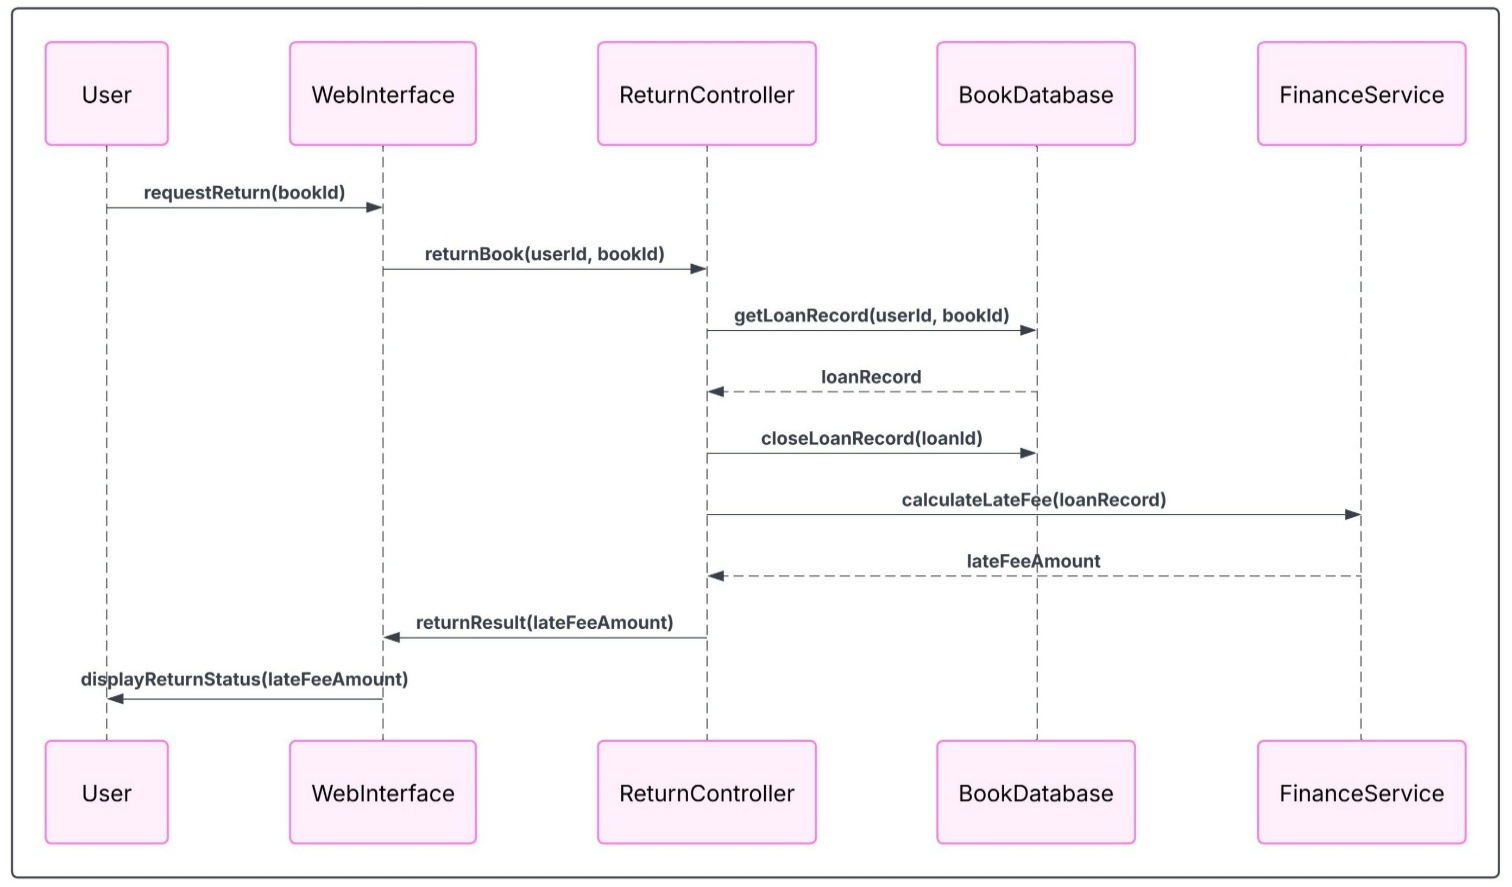 User
WebInterface
ReturnController
BookDatabase
FinanceService
requestReturn(bookId)
returnBook(userId, bookId)
getLoanRecord(userId, bookId)
loanRecord
closeLoanRecord(loanId)
calculateLateFee(loanRecord)
lateFeeAmount
returnResult(lateFeeAmount)
displayReturnStatus(lateFeeAmount)
User
WebInterface
ReturnController
BookDatabase
FinanceService